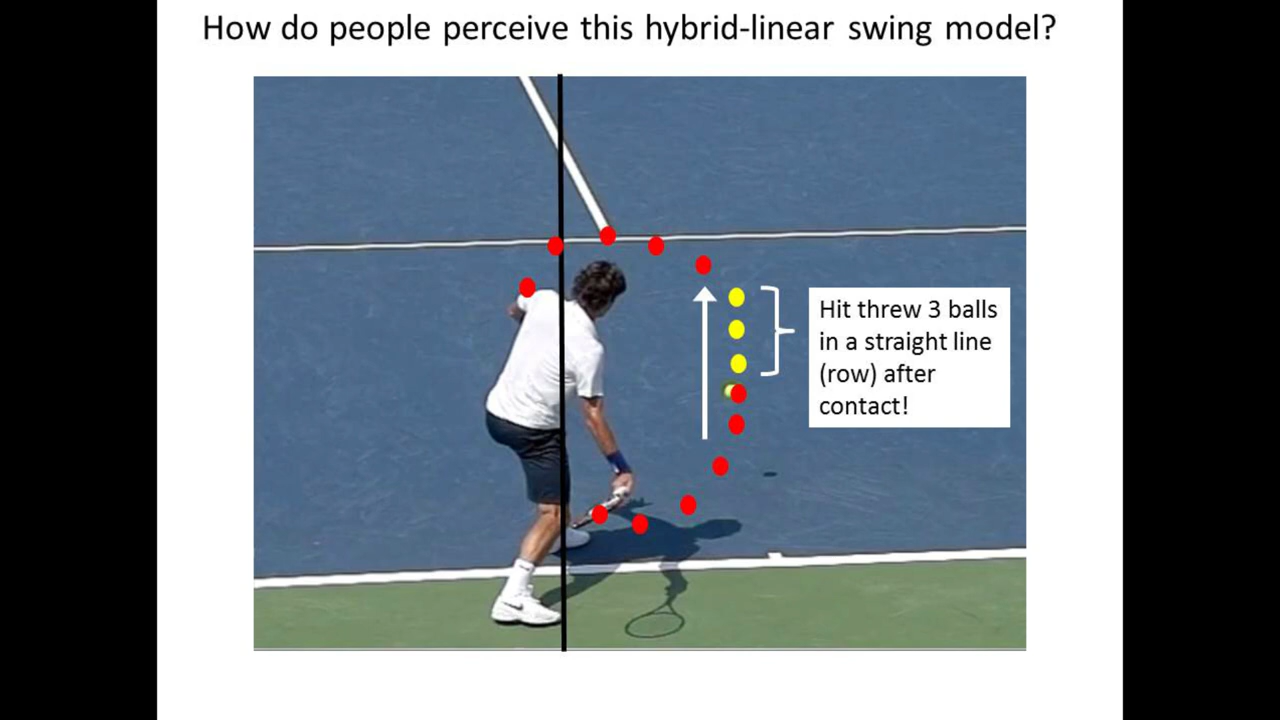 How do people perceive this hybrid-linear swing model?
Hit threw 3 balls
in a straight line
(row) after
contact!